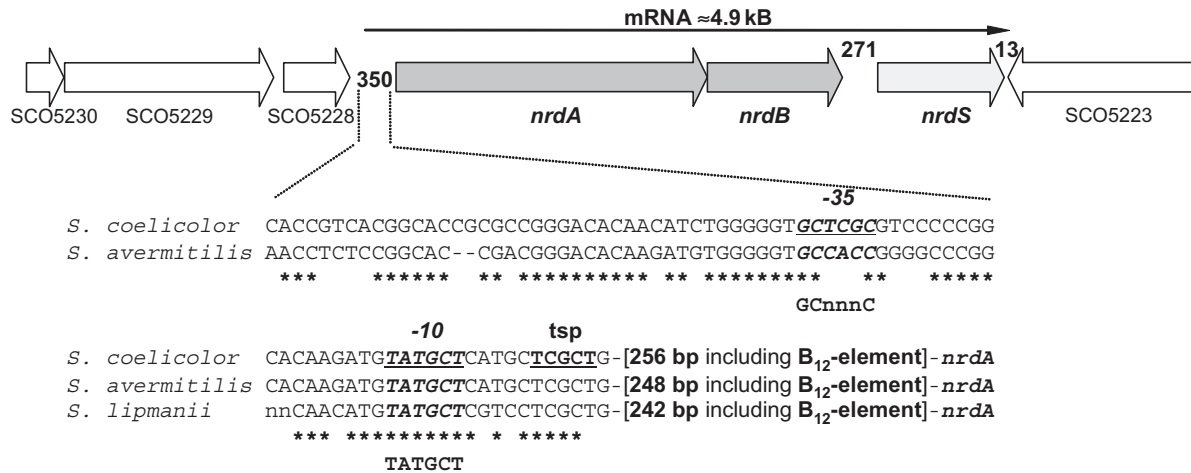 mRNA ≈4.9 kB
350 271 13
SCO5230 SCO5229 SCO5228 nrdA nrdB nrdS SCO5223
-35
S. coelicolor CACCGTCACGGCACCGCGCCGGGACACAACATCTGGGGGTGCTCGCGTCCCCCGG
S. avermitilis AACCTCTCCGGCAC--CGACGGGACACAAGATGTGGGGGTGCCACCGGGGCCCGG
*** ****** ** ********** ** ********* ** *****
GCnnnC
-10 tsp
S. coelicolor CACAAGATGTATGCTCATGCTCGCTG-[256 bp including B12-element]-nrdA
S. avermitilis CACAAGATGTATGCTCATGCTCGCTG-[248 bp including B12-element]-nrdA
S. lipmanii nnCAACATGTATGCTCGTCCTCGCTG-[242 bp including B12-element]-nrdA
*** ********** * *****
TATGCT